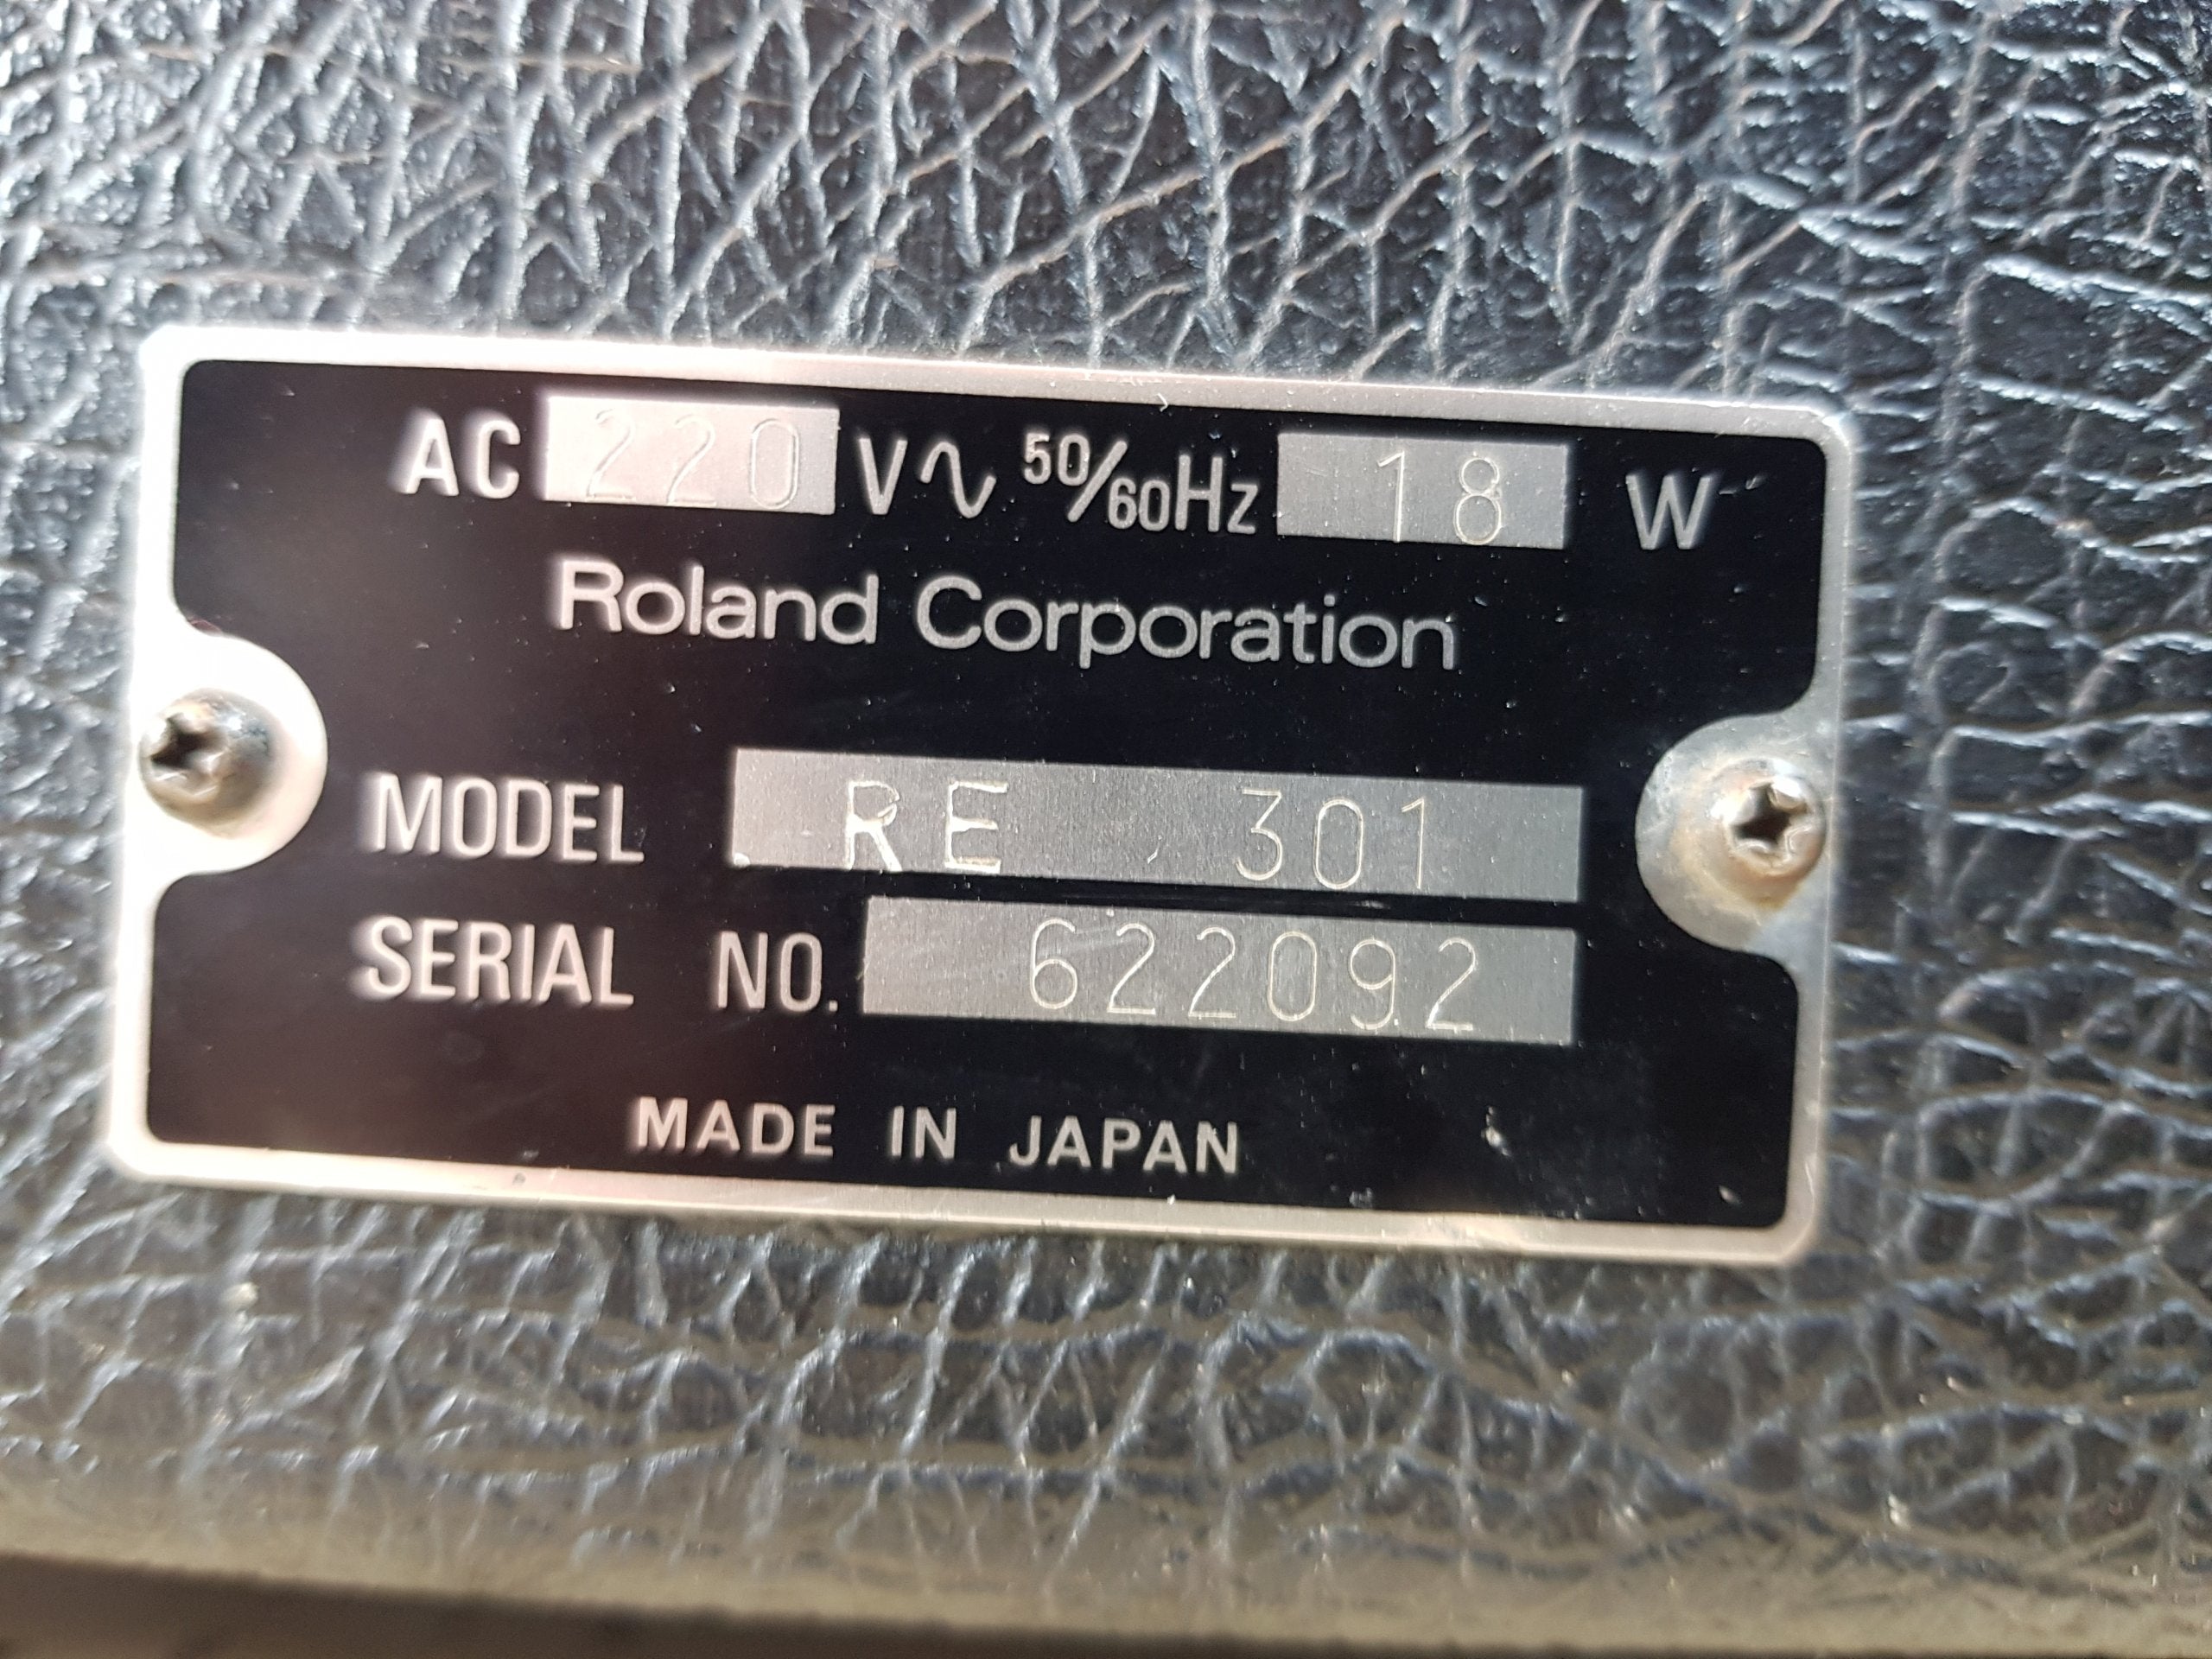 AC 220 V∿ 50/60Hz 18 W
Roland Corporation
MODEL RE 301
SERIAL NO. 622092
MADE IN JAPAN